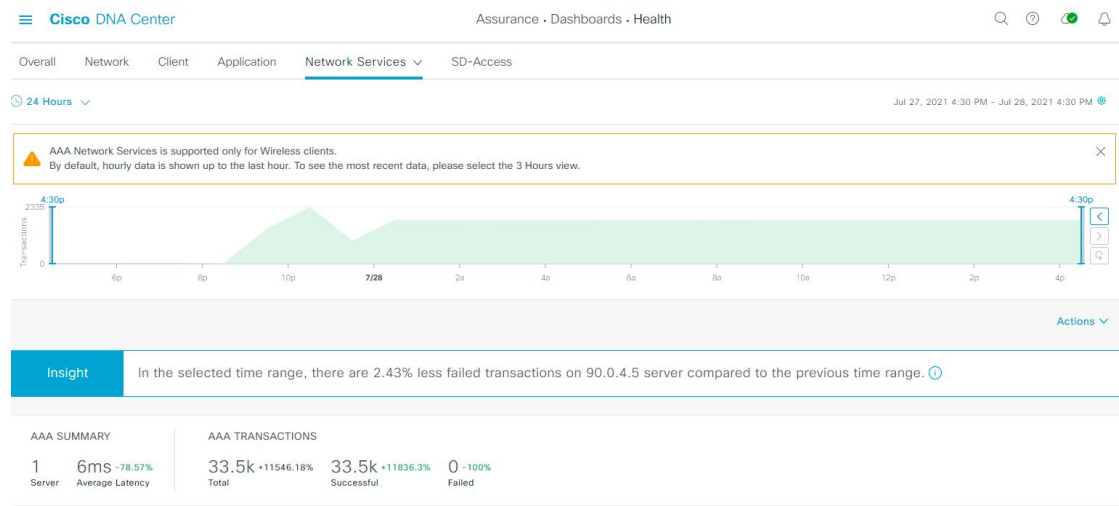 Cisco DNA Center
Assurance · Dashboards · Health
Overall Network Client Application Network Services SD-Access
24 Hours
Jul 27, 2021 4:30 PM - Jul 28, 2021 4:30 PM
AAA Network Services is supported only for Wireless clients.
By default, hourly data is shown up to the last hour. To see the most recent data, please select the 3 Hours view.
4:30p 4:30p
2335
Transactions
0
6p 8p 10p 7/28 2a 4a 6a 8a 10a 12p 2p 4p
Actions
Insight In the selected time range, there are 2.43% less failed transactions on 90.0.4.5 server compared to the previous time range.
AAA SUMMARY AAA TRANSACTIONS
1 6ms -78.57% 33.5k +11546.18% 33.5k +11836.3% 0 -100%
Server Average Latency Total Successful Failed